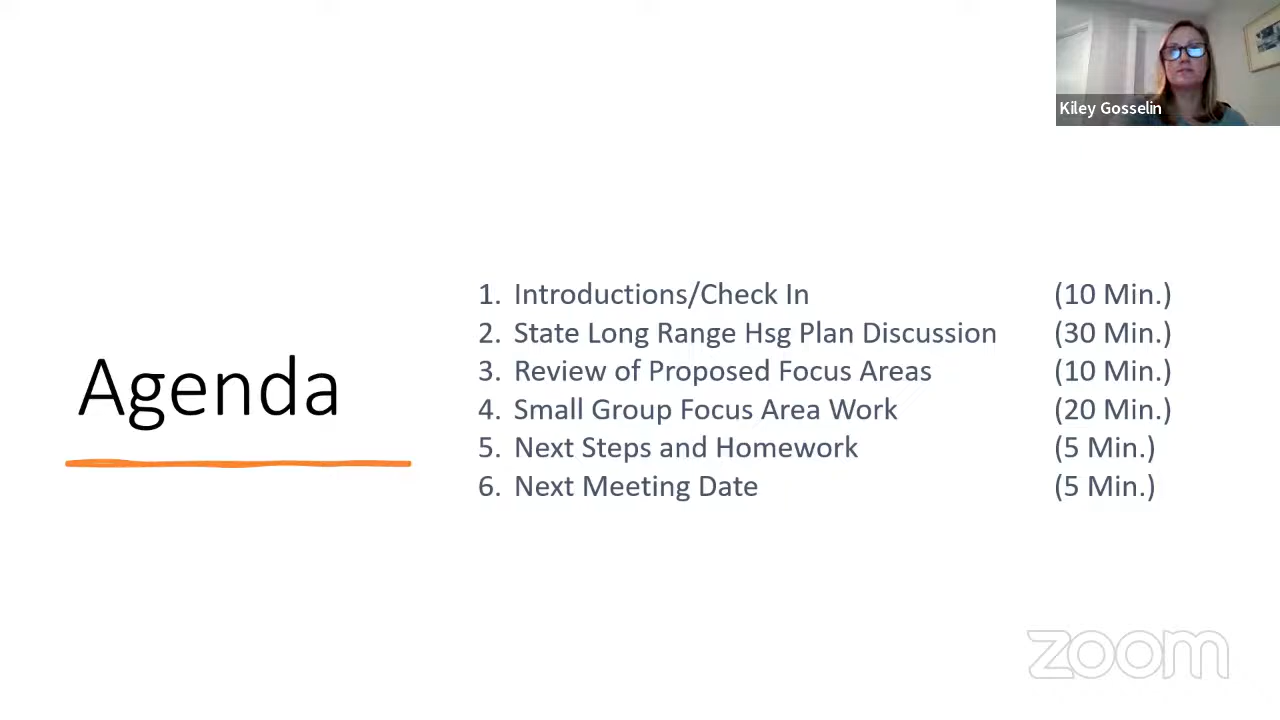 Kiley Gosselin
Agenda
1. Introductions/Check In (10 Min.)
2. State Long Range Hsg Plan Discussion (30 Min.)
3. Review of Proposed Focus Areas (10 Min.)
4. Small Group Focus Area Work (20 Min.)
5. Next Steps and Homework (5 Min.)
6. Next Meeting Date (5 Min.)
zoom